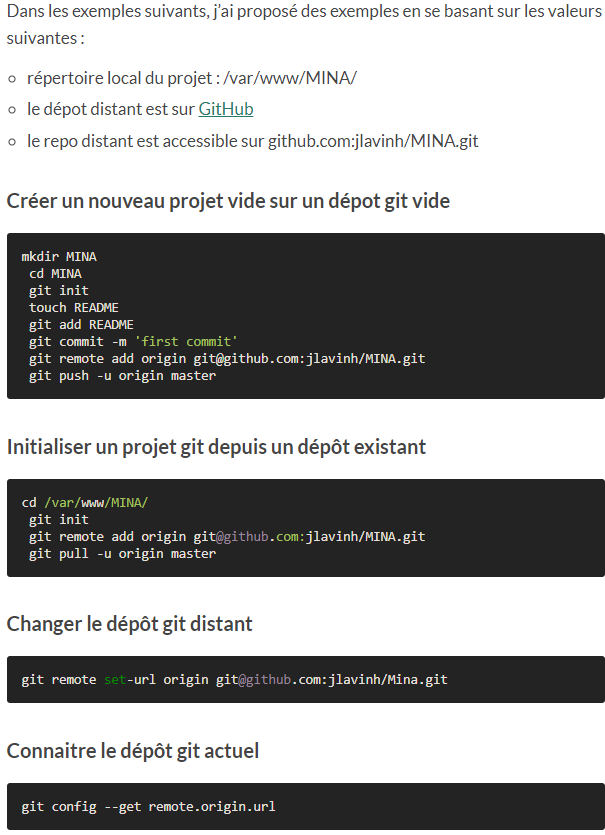 Dans les exemples suivants, j’ai proposé des exemples en se basant sur les valeurs
suivantes :
répertoire local du projet : /var/www/MINA/
le dépot distant est sur GitHub
le repo distant est accessible sur github.com:jlavinh/MINA.git
Créer un nouveau projet vide sur un dépot git vide
mkdir MINA
cd MINA
git init
touch README
git add README
git commit -m 'first commit'
git remote add origin git@github.com:jlavinh/MINA.git
git push -u origin master
Initialiser un projet git depuis un dépôt existant
cd /var/www/MINA/
git init
git remote add origin git@github.com:jlavinh/MINA.git
git pull -u origin master
Changer le dépôt git distant
git remote set-url origin git@github.com:jlavinh/Mina.git
Connaitre le dépôt git actuel
git config --get remote.origin.url